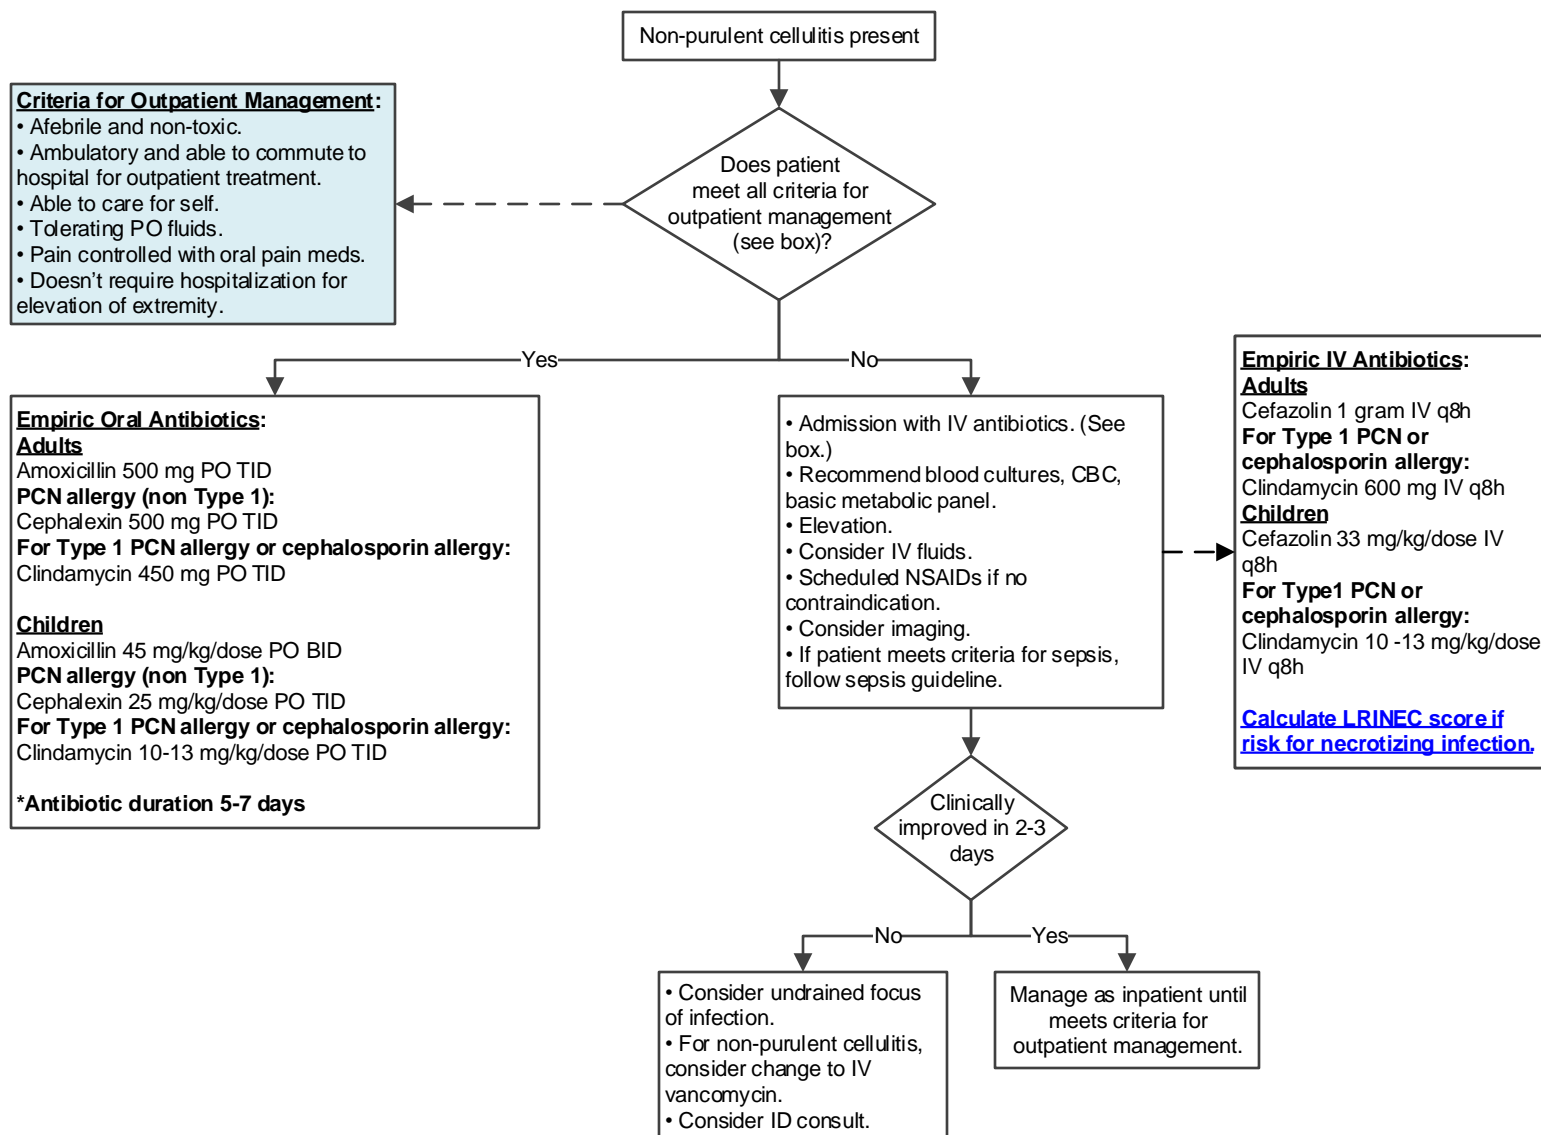 Non-purulent cellulitis present
Criteria for Outpatient Management:
• Afebrile and non-toxic.
• Ambulatory and able to commute to
hospital for outpatient treatment.
• Able to care for self.
• Tolerating PO fluids.
• Pain controlled with oral pain meds.
• Doesn't require hospitalization for
elevation of extremity.
Does patient
meet all criteria for
outpatient management
(see box)?
Yes
No
Empiric Oral Antibiotics:
Adults
Amoxicillin 500 mg PO TID
PCN allergy (non Type 1):
Cephalexin 500 mg PO TID
For Type 1 PCN allergy or cephalosporin allergy:
Clindamycin 450 mg PO TID
Children
Amoxicillin 45 mg/kg/dose PO BID
PCN allergy (non Type 1):
Cephalexin 25 mg/kg/dose PO TID
For Type 1 PCN allergy or cephalosporin allergy:
Clindamycin 10-13 mg/kg/dose PO TID
*Antibiotic duration 5-7 days
• Admission with IV antibiotics. (See
box.)
• Recommend blood cultures, CBC,
basic metabolic panel.
• Elevation.
• Consider IV fluids.
• Scheduled NSAIDs if no
contraindication.
• Consider imaging.
• If patient meets criteria for sepsis,
follow sepsis guideline.
Empiric IV Antibiotics:
Adults
Cefazolin 1 gram IV q8h
For Type 1 PCN or
cephalosporin allergy:
Clindamycin 600 mg IV q8h
Children
Cefazolin 33 mg/kg/dose IV
q8h
For Type1 PCN or
cephalosporin allergy:
Clindamycin 10 -13 mg/kg/dose
IV q8h
Calculate LRINEC score if
risk for necrotizing infection.
Clinically
improved in 2-3
days
No
Yes
• Consider undrained focus
of infection.
• For non-purulent cellulitis,
consider change to IV
vancomycin.
• Consider ID consult.
Manage as inpatient until
meets criteria for
outpatient management.